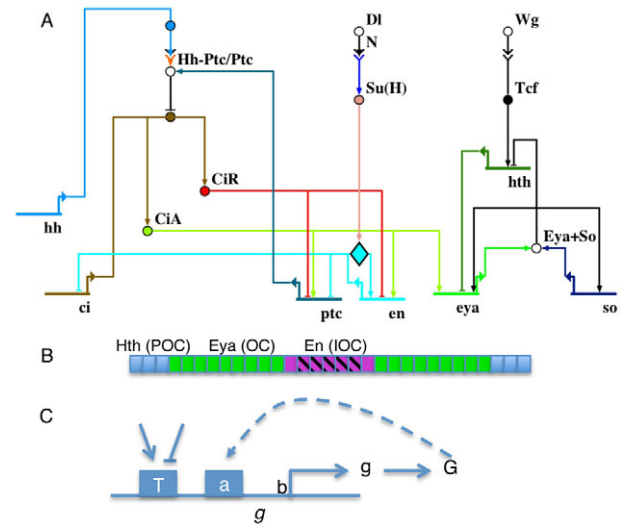 A
Dl
Wg
N
Hh-Ptc/Ptc
Su(H)
Tcf
CiR
hth
hh
CiA
Eya+So
ci
ptc
en
eya
so
B
Hth (POC) Eya (OC) En (IOC)
C
T a b g G
g